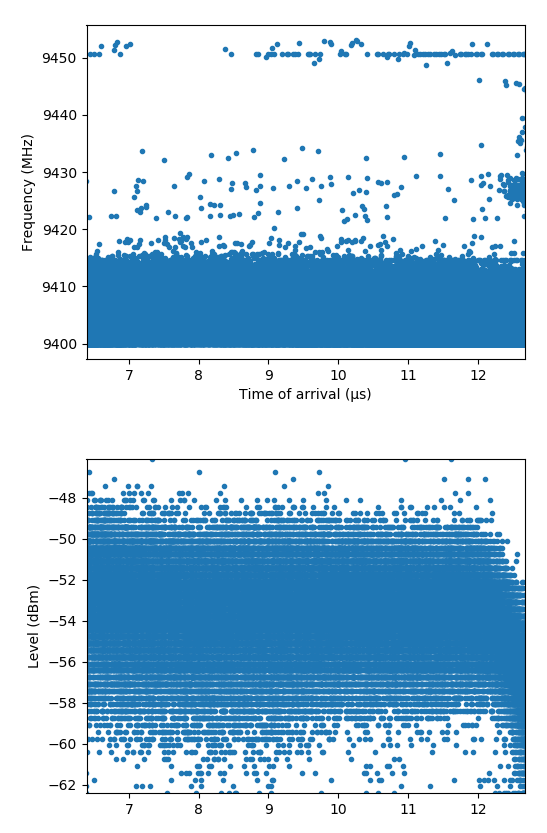 9450
9440
9430
9420
9410
9400
Frequency (MHz)
7 8 9 10 11 12
Time of arrival (µs)
−48
−50
−52
−54
−56
−58
−60
−62
Level (dBm)
7 8 9 10 11 12